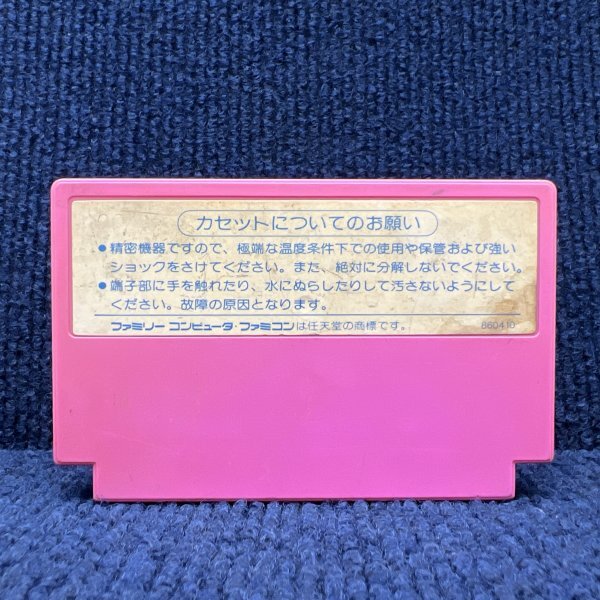 カセットについてのお願い
●精密機器ですので、極端な温度条件下での使用や保管および強い
ショックをさけてください。また、絶対に分解しないでください。
●端子部に手を触れたり、水にぬらしたりして汚さないようにして
ください。故障の原因となります。
ファミリーコンピュータ・ファミコンは任天堂の商標です。 860410